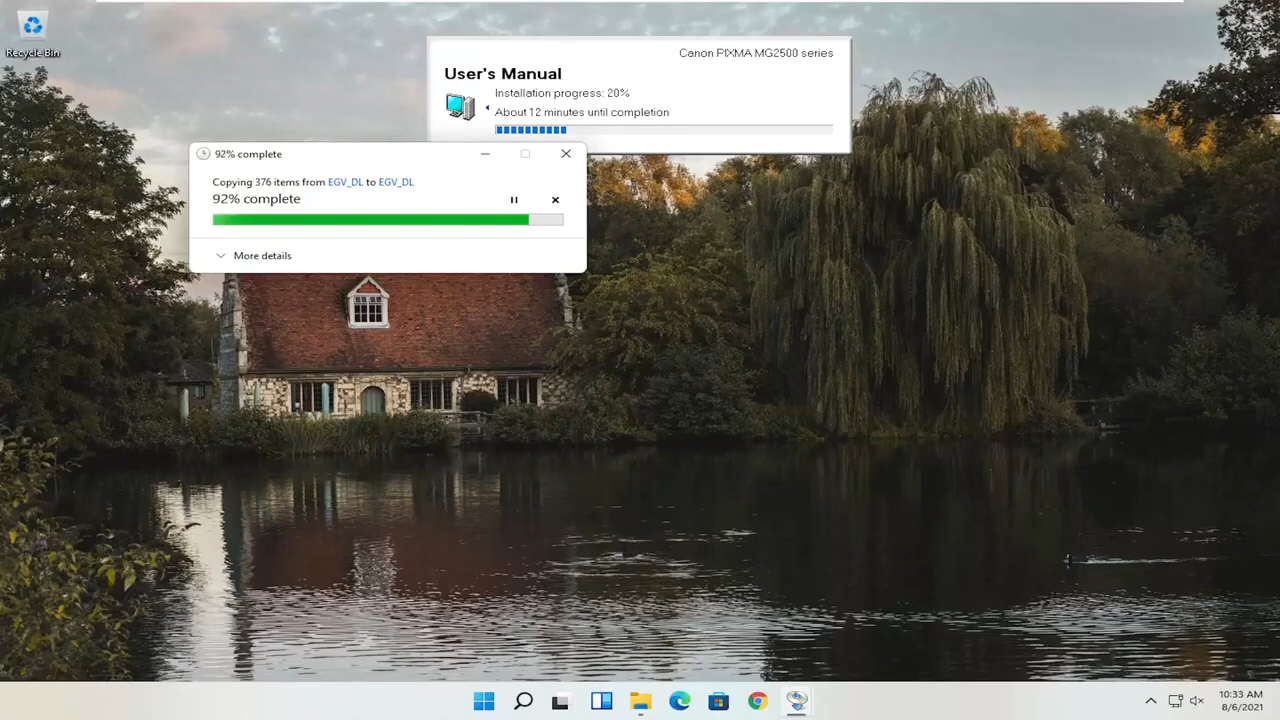 Recycle Bin
Canon PIXMA MG2500 series
User's Manual
Installation progress: 20%
About 12 minutes until completion
92% complete
Copying 376 items from EGV_DL to EGV_DL
92% complete
More details
10:33 AM
8/6/2021